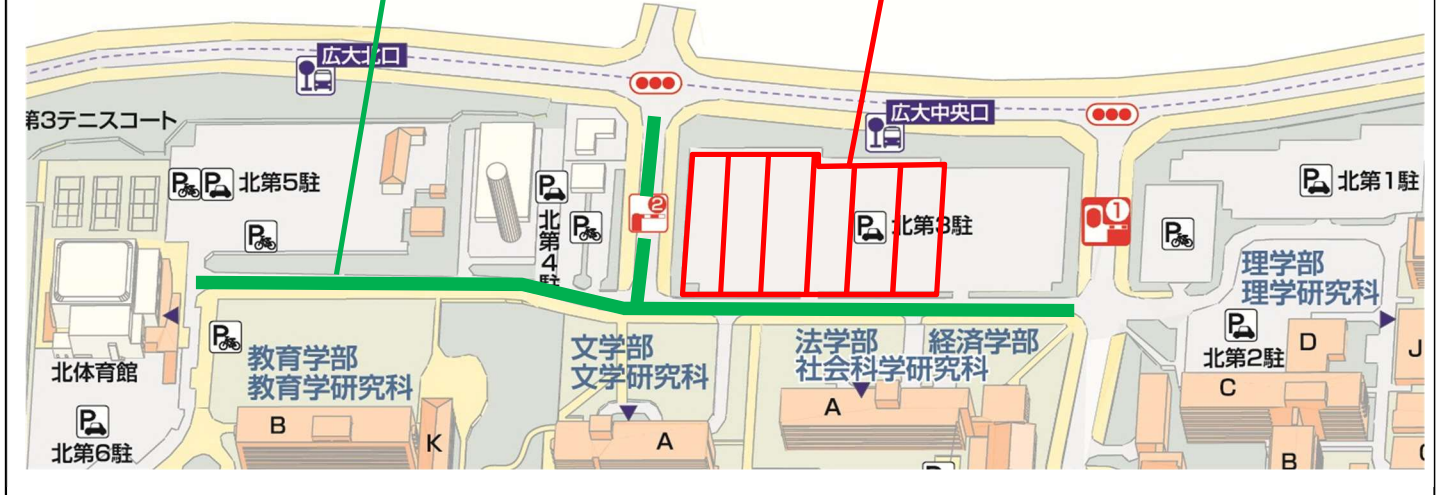 広大北口
広大中央口
第3テニスコート
P
P
北第5駐
P
P
北第4駐
P
2
P
北第3駐
1
P
P
北第1駐
理学部
理学研究科
P
北第2駐
D
J
C
B
北体育館
P
北第6駐
P
教育学部
教育学研究科
B
K
文学部
文学研究科
A
法学部
経済学部
社会科学研究科
A